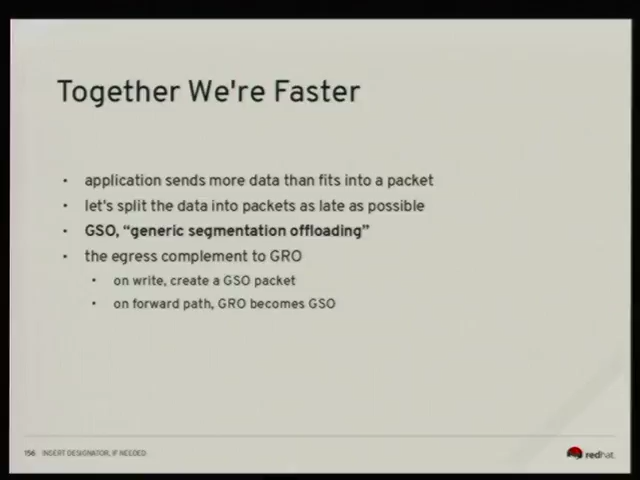 Together We're Faster
• application sends more data than fits into a packet
• let's split the data into packets as late as possible
• GSO, “generic segmentation offloading”
• the egress complement to GRO
• on write, create a GSO packet
• on forward path, GRO becomes GSO
156 INSERT DESIGNATOR, IF NEEDED
redhat.